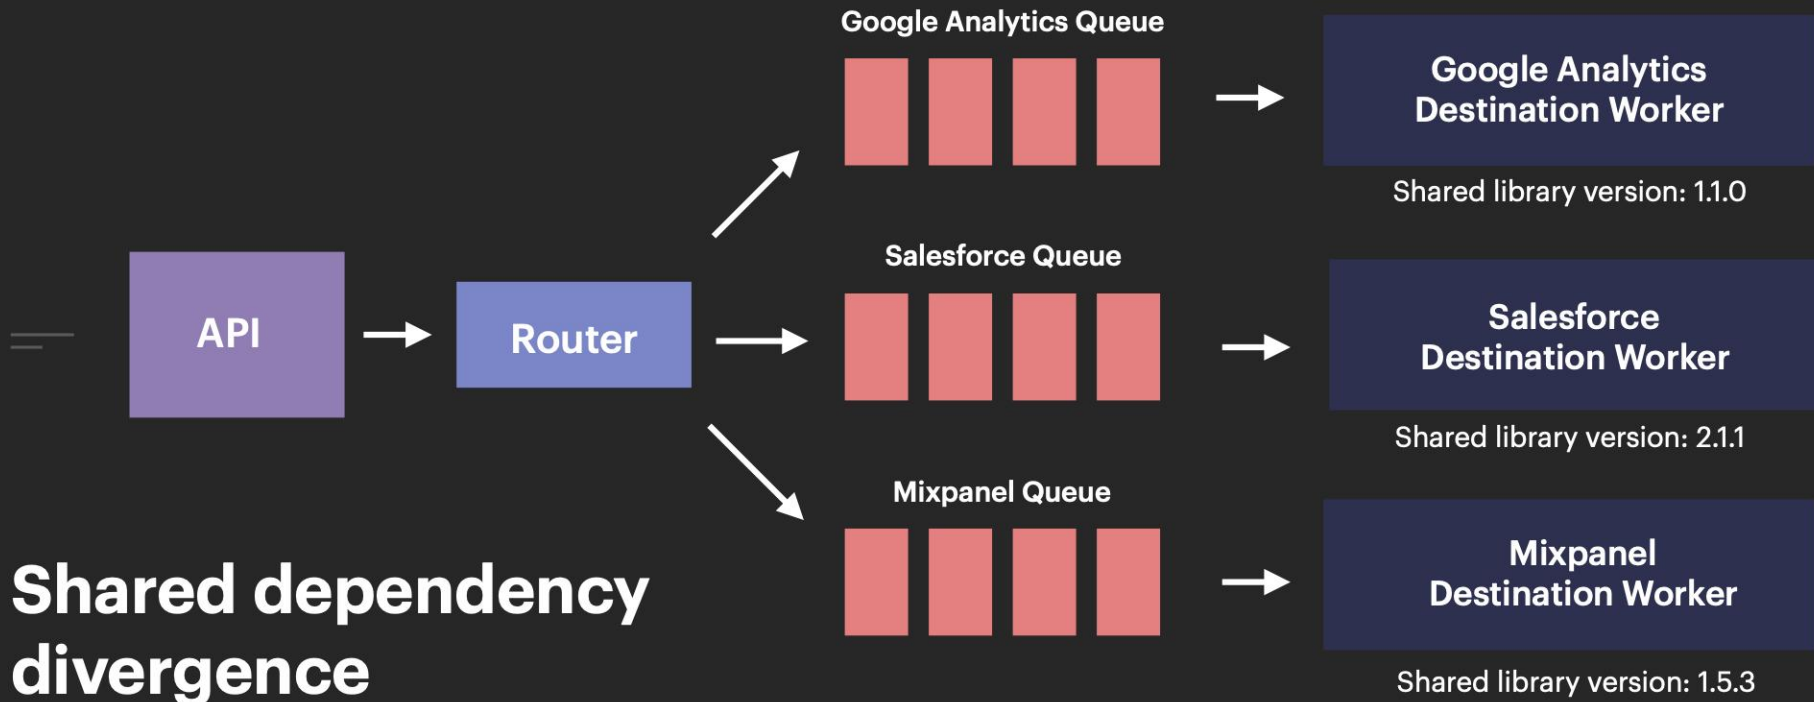 Google Analytics Queue
Google Analytics
Destination Worker
Shared library version: 1.1.0
Salesforce Queue
API
Router
Salesforce
Destination Worker
Shared library version: 2.1.1
Mixpanel Queue
Mixpanel
Destination Worker
Shared library version: 1.5.3
Shared dependency
divergence